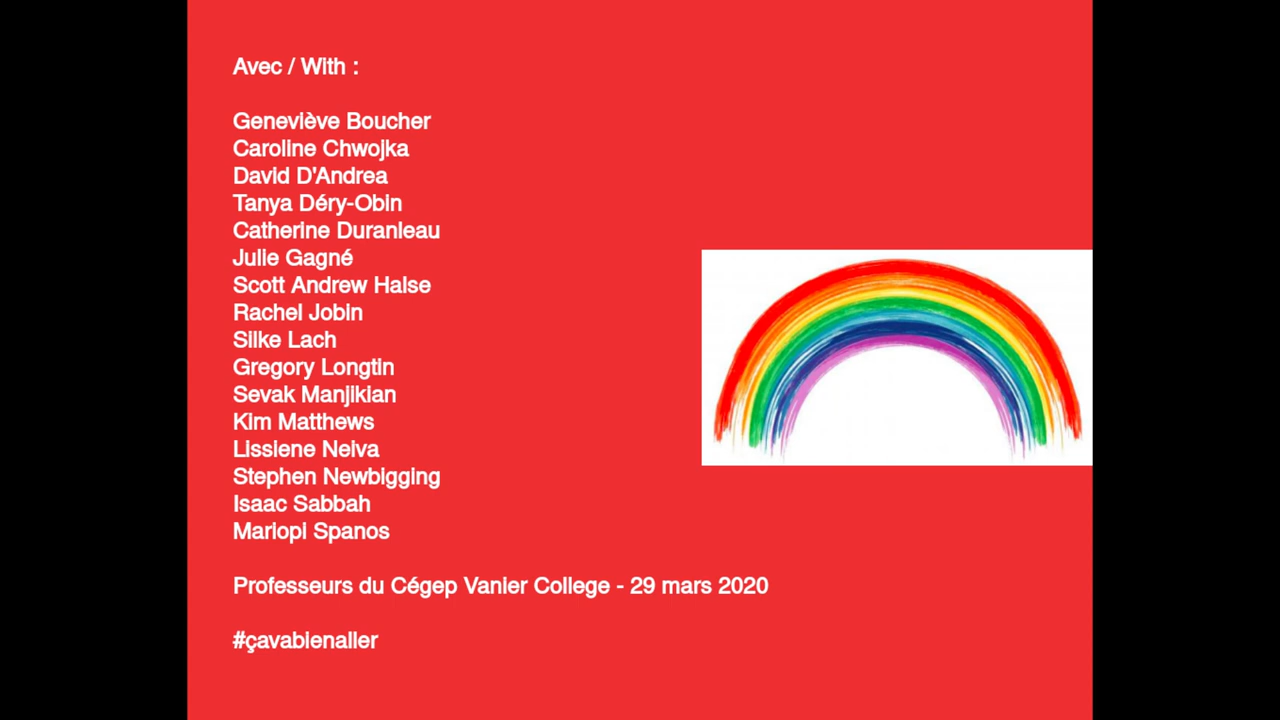 Avec / With :
Geneviève Boucher
Caroline Chwojka
David D'Andrea
Tanya Déry-Obin
Catherine Duranleau
Julie Gagné
Scott Andrew Halse
Rachel Jobin
Silke Lach
Gregory Longtin
Sevak Manjikian
Kim Matthews
Lissiene Neiva
Stephen Newbigging
Isaac Sabbah
Mariopi Spanos
Professeurs du Cégep Vanier College - 29 mars 2020
#çavabienaller